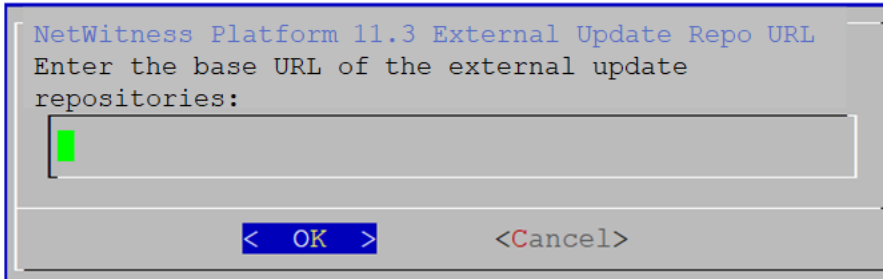 NetWitness Platform 11.3 External Update Repo URL
Enter the base URL of the external update
repositories:
< OK > <Cancel>